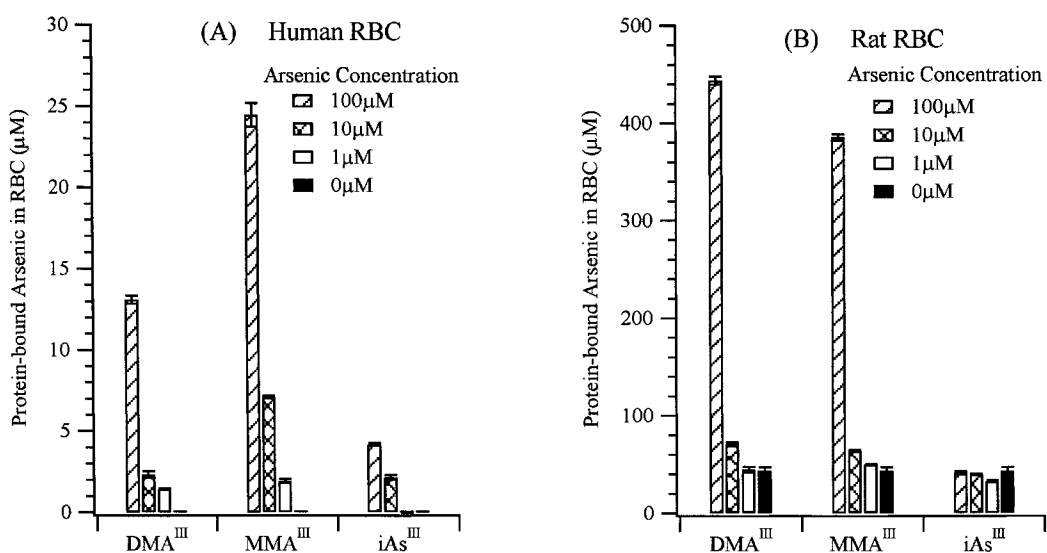 (A) Human RBC
Arsenic Concentration
100μM
10μM
1μM
0μM
Protein-bound Arsenic in RBC (μM)
30
25
20
15
10
5
0
DMA^III MMA^III iAs^III
(B) Rat RBC
Arsenic Concentration
100μM
10μM
1μM
0μM
Protein-bound Arsenic in RBC (μM)
500
400
300
200
100
0
DMA^III MMA^III iAs^III